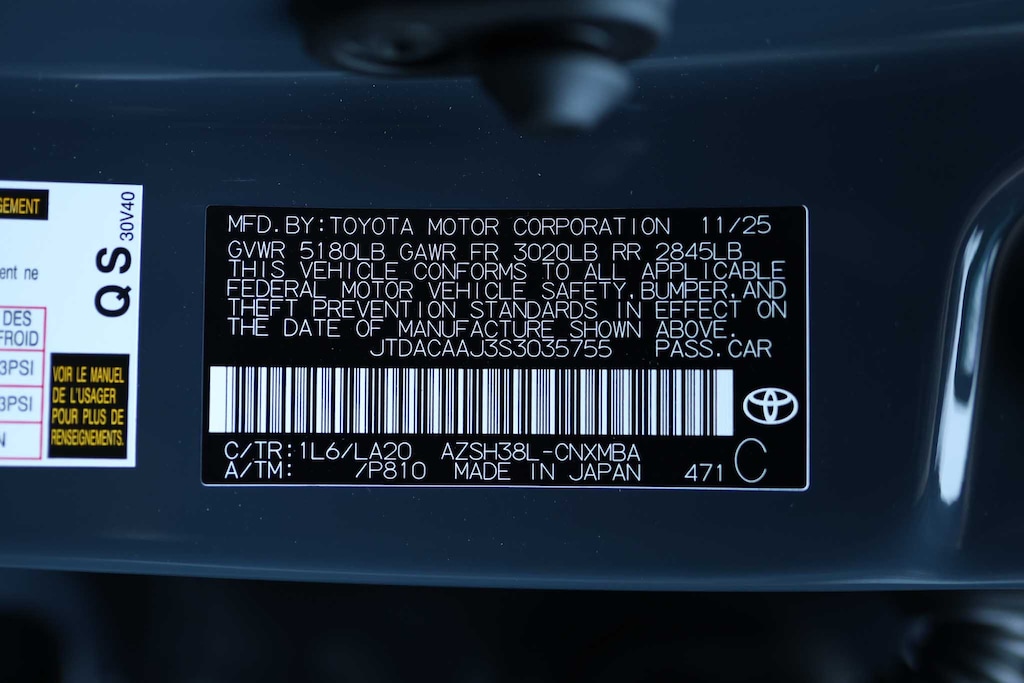 GEMENT
QS
30V40
ent ne
DES
FROID
3PSI
3PSI
N
VOIR LE MANUEL
DE L'USAGER
POUR PLUS DE
RENSEIGNEMENTS.
MFD.BY:TOYOTA MOTOR CORPORATION 11/25
GVWR 5180LB GAWR FR 3020LB RR 2845LB
THIS VEHICLE CONFORMS TO ALL APPLICABLE
FEDERAL MOTOR VEHICLE SAFETY,BUMPER,AND
THEFT PREVENTION STANDARDS IN EFFECT ON
THE DATE OF MANUFACTURE SHOWN ABOVE.
JTDACAAJ3S3035755 PASS.CAR
C/TR:1L6/LA20 AZSH38L-CNXMBA
A/TM: /P810 MADE IN JAPAN 471 C